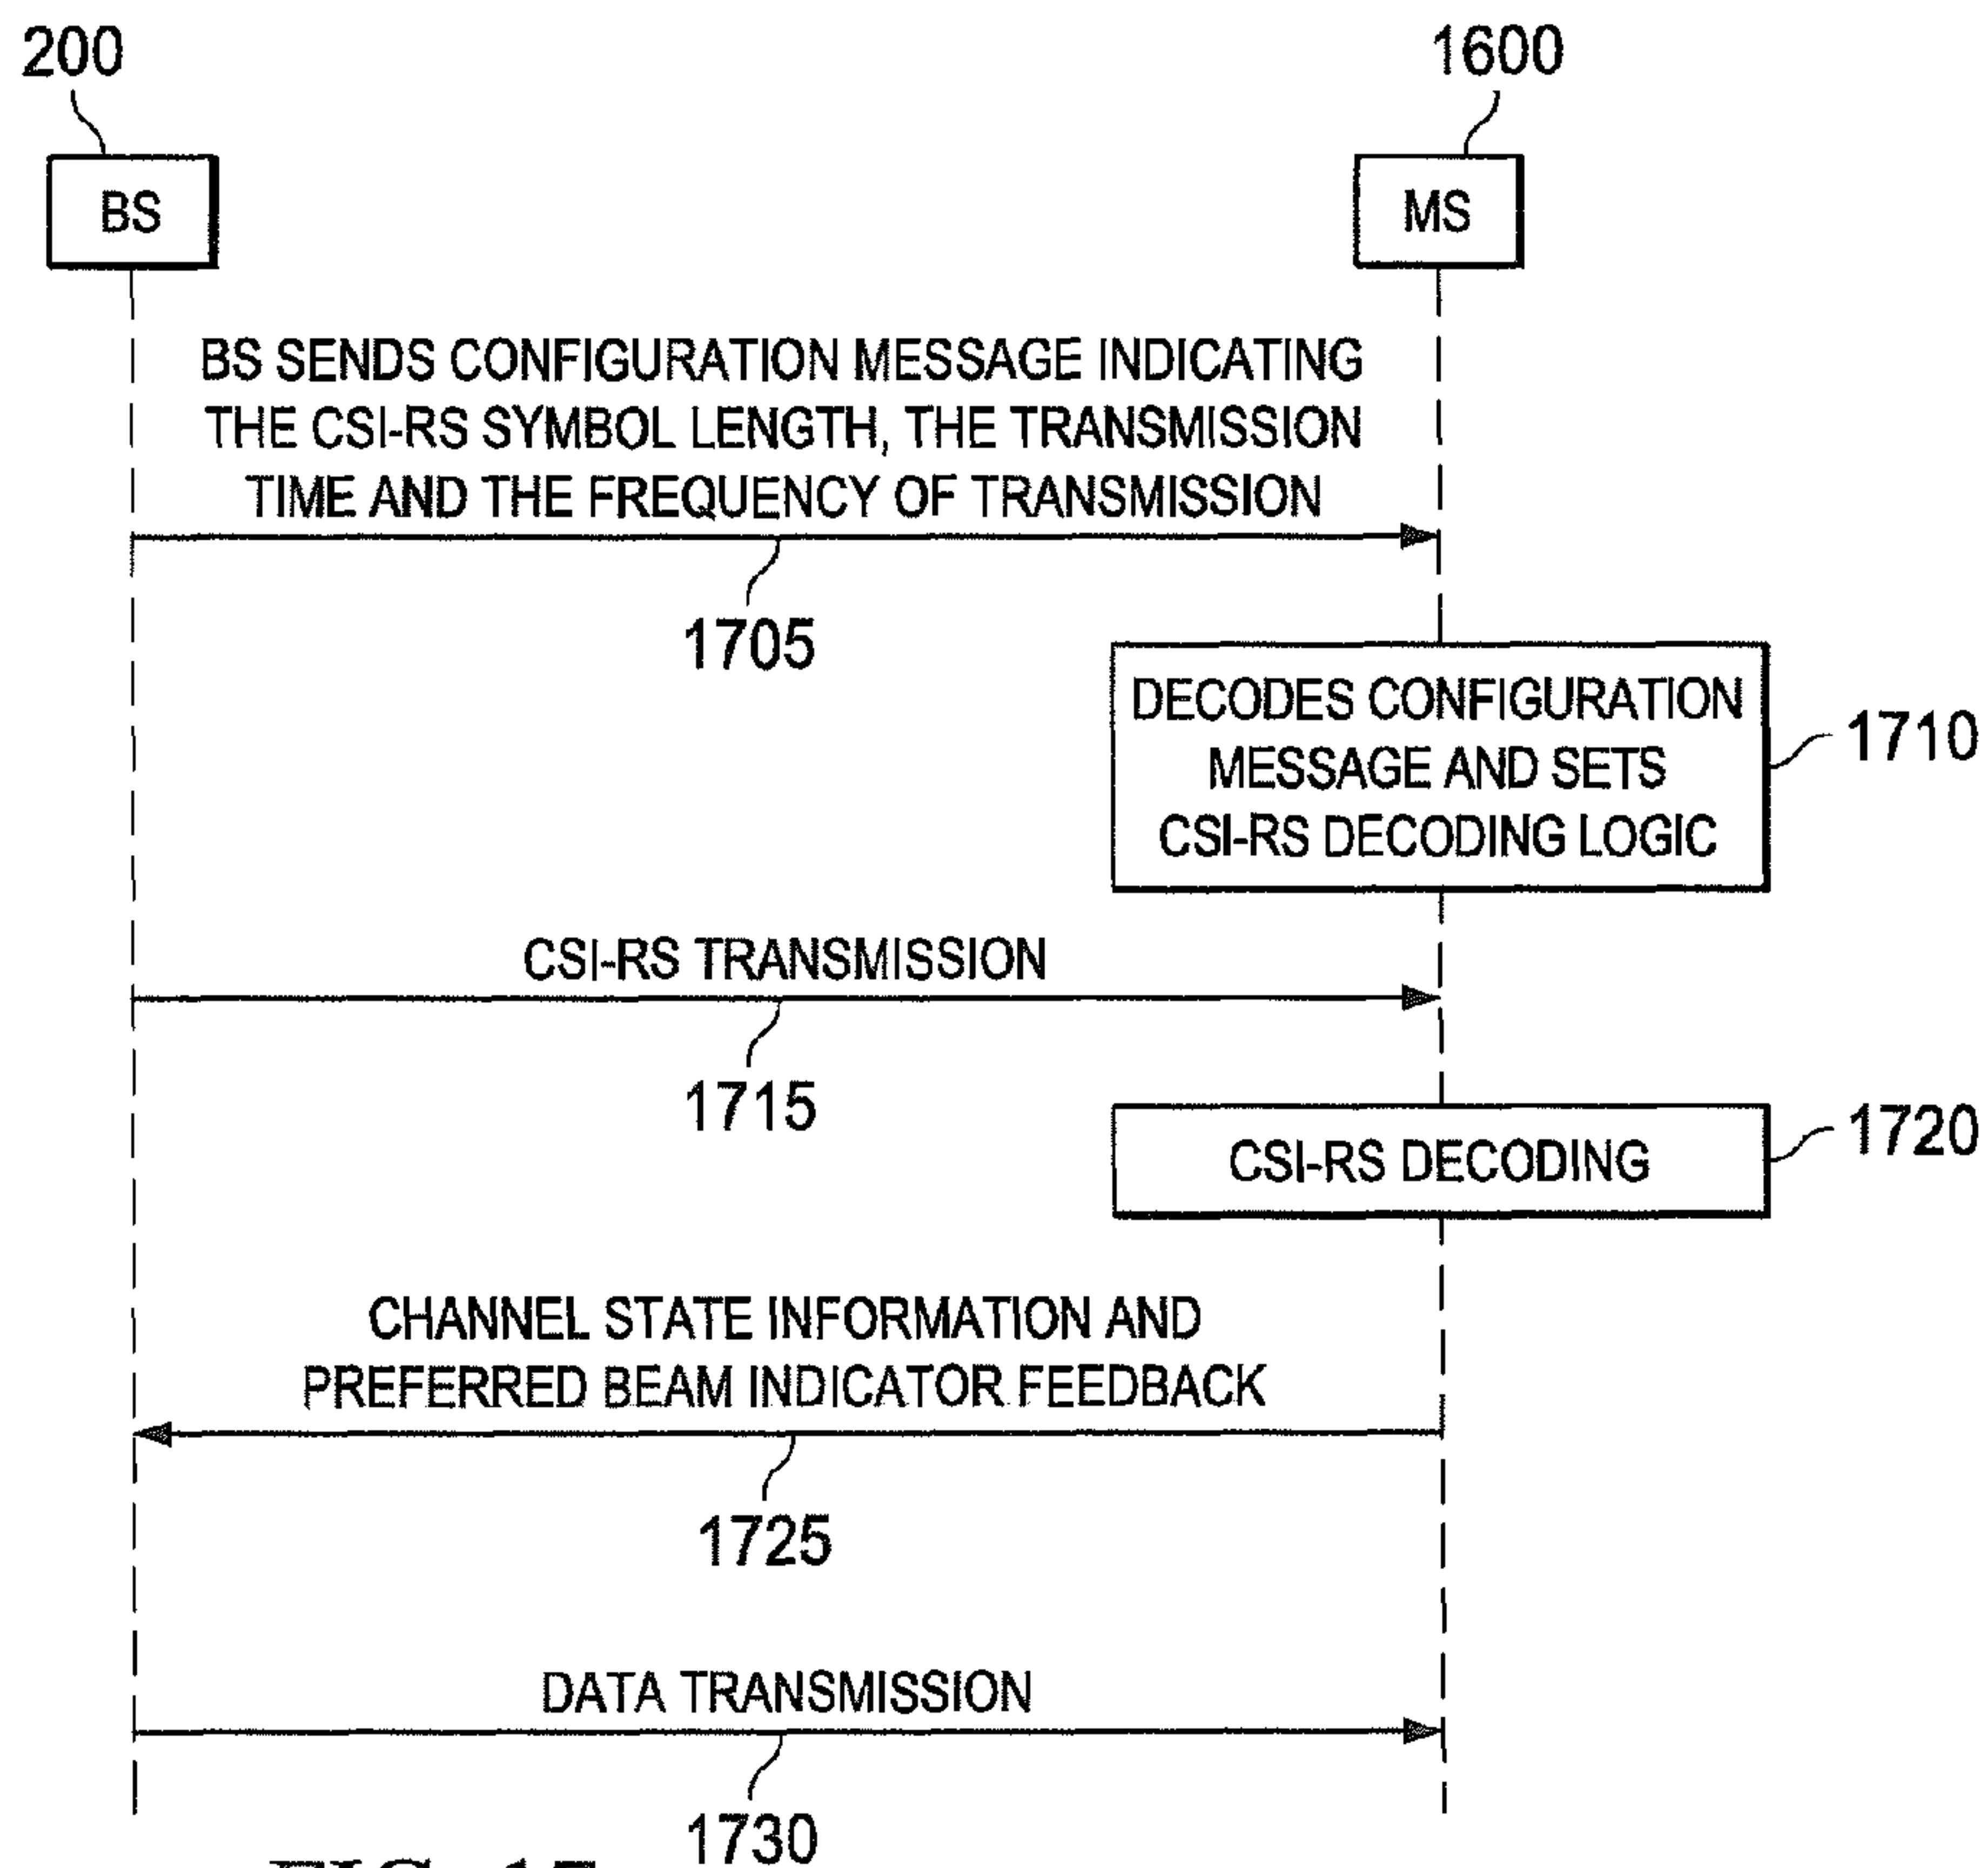 200
1600
BS
MS
BS SENDS CONFIGURATION MESSAGE INDICATING
THE CSI-RS SYMBOL LENGTH, THE TRANSMISSION
TIME AND THE FREQUENCY OF TRANSMISSION
1705
DECODES CONFIGURATION
MESSAGE AND SETS
CSI-RS DECODING LOGIC
1710
CSI-RS TRANSMISSION
1715
CSI-RS DECODING
1720
CHANNEL STATE INFORMATION AND
PREFERRED BEAM INDICATOR FEEDBACK
1725
DATA TRANSMISSION
1730